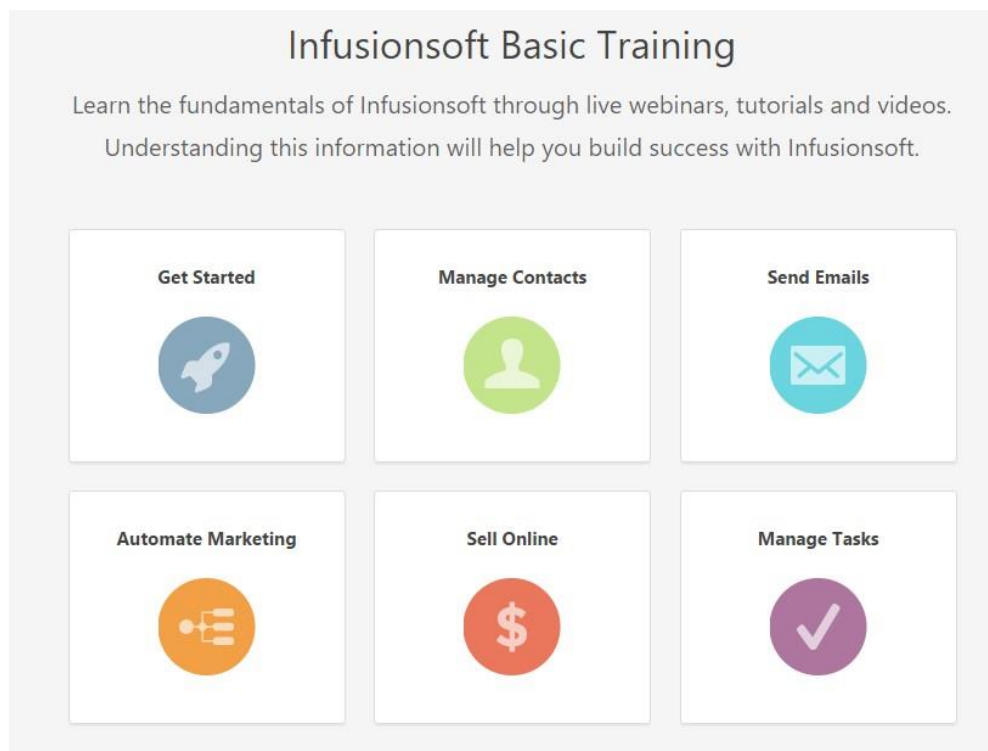 Infusionsoft Basic Training
Learn the fundamentals of Infusionsoft through live webinars, tutorials and videos.
Understanding this information will help you build success with Infusionsoft.
Get Started
Manage Contacts
Send Emails
Automate Marketing
Sell Online
$
Manage Tasks